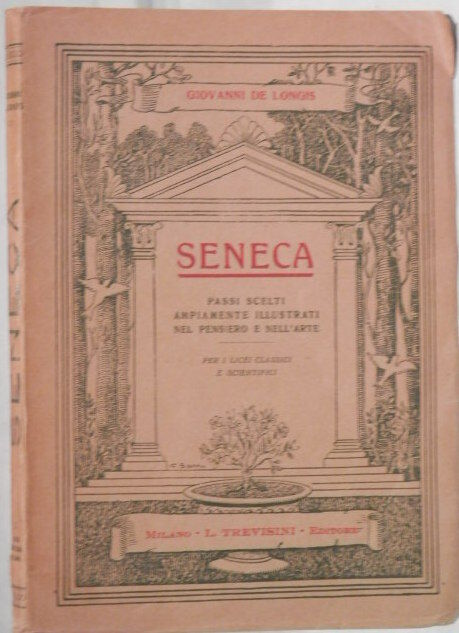 GIOVANNI DE LONGIS
SENECA
PASSI SCELTI
AMPIAMENTE ILLUSTRATI
NEL PENSIERO E NELL'ARTE
PER I LICEI CLASSICI
E SCIENTIFICI
MILANO · L. TREVISINI · EDITORE
SENECA